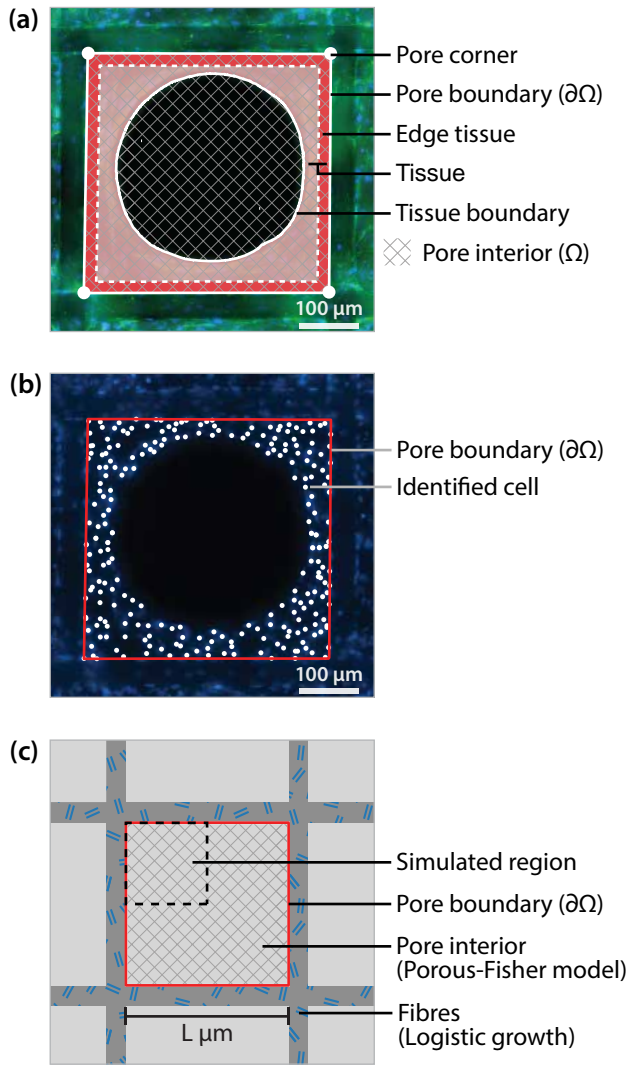 (a)
Pore corner
Pore boundary (∂Ω)
Edge tissue
Tissue
Tissue boundary
Pore interior (Ω)
100 µm
(b)
Pore boundary (∂Ω)
Identified cell
100 µm
(c)
Simulated region
Pore boundary (∂Ω)
Pore interior
(Porous-Fisher model)
Fibres
(Logistic growth)
L µm